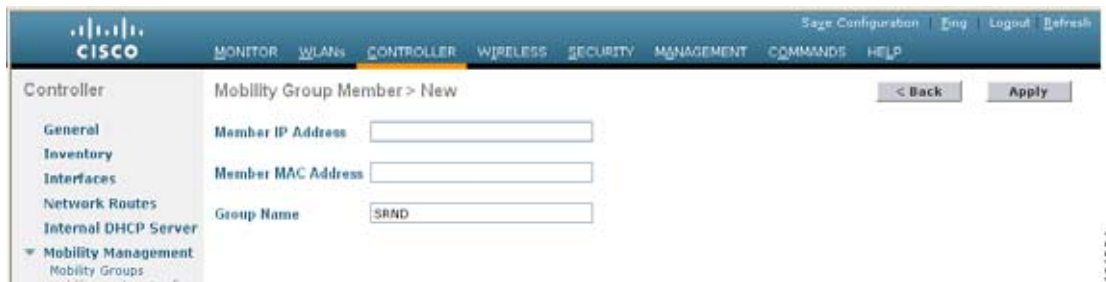 Save Configuration Ping Logout Refresh
CISCO
MONITOR WLANs CONTROLLER WIRELESS SECURITY MANAGEMENT COMMANDS HELP
Controller
Mobility Group Member > New
< Back
Apply
General
Inventory
Interfaces
Network Routes
Internal DHCP Server
Mobility Management
Mobility Groups
Member IP Address
Member MAC Address
Group Name SRND